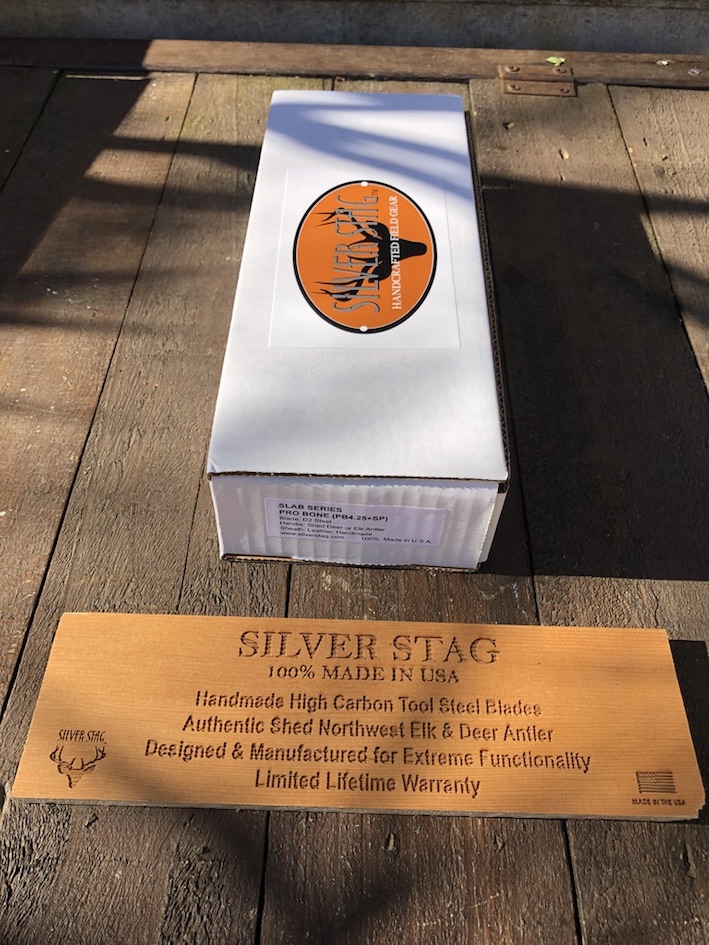 SILVER STAG™
HANDCRAFTED FIELD GEAR
SLAB SERIES
PRO BONE (PB4.25+SP)
Blade: D2 Steel
Handle: Shed Deer or Elk Antler
Sheath: Leather, Handmade
www.silverstag.com 100% Made in U.S.A.
SILVER STAG
100% MADE IN USA
Handmade High Carbon Tool Steel Blades
Authentic Shed Northwest Elk & Deer Antler
Designed & Manufactured for Extreme Functionality
Limited Lifetime Warranty
SILVER STAG
MADE IN THE USA